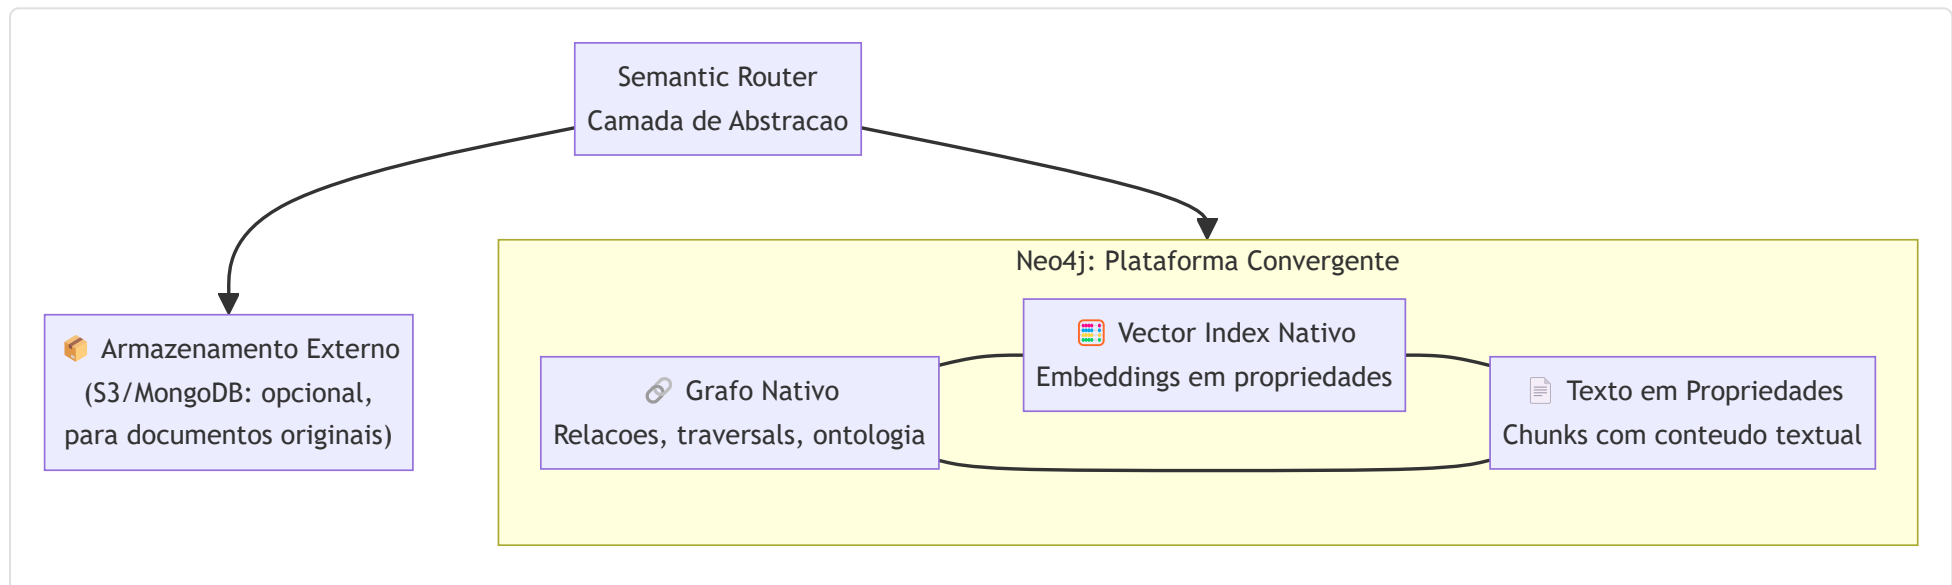 Semantic Router
Camada de Abstracao
Neo4j: Plataforma Convergente
📦 Armazenamento Externo
(S3/MongoDB: opcional,
para documentos originais)
🔗 Grafo Nativo
Relacoes, traversals, ontologia
🧮 Vector Index Nativo
Embeddings em propriedades
📄 Texto em Propriedades
Chunks com conteudo textual